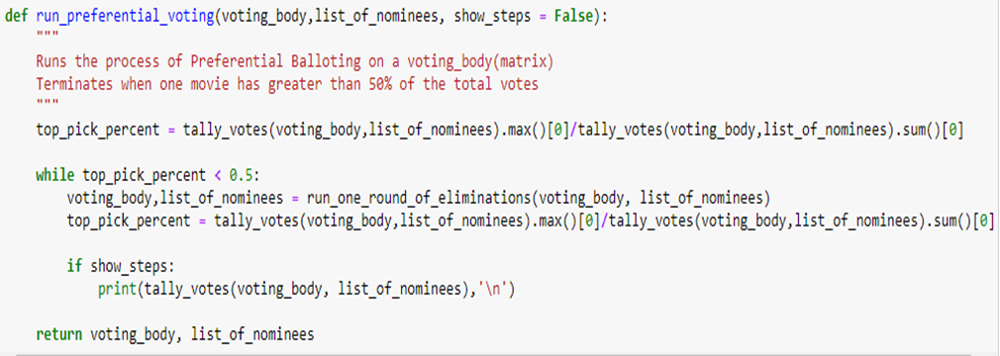 def run_preferential_voting(voting_body,list_of_nominees, show_steps = False):
"""
Runs the process of Preferential Balloting on a voting_body(matrix)
Terminates when one movie has greater than 50% of the total votes
"""
top_pick_percent = tally_votes(voting_body,list_of_nominees).max()[0]/tally_votes(voting_body,list_of_nominees).sum()[0]
while top_pick_percent < 0.5:
voting_body,list_of_nominees = run_one_round_of_eliminations(voting_body, list_of_nominees)
top_pick_percent = tally_votes(voting_body,list_of_nominees).max()[0]/tally_votes(voting_body,list_of_nominees).sum()[0]
if show_steps:
print(tally_votes(voting_body, list_of_nominees),'\n')
return voting_body, list_of_nominees